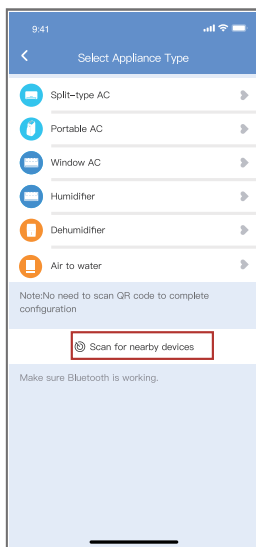 9:41
Select Appliance Type
Split-type AC
Portable AC
Window AC
Humidifier
Dehumidifier
Air to water
Note:No need to scan QR code to complete
configuration
Scan for nearby devices
Make sure Bluetooth is working.